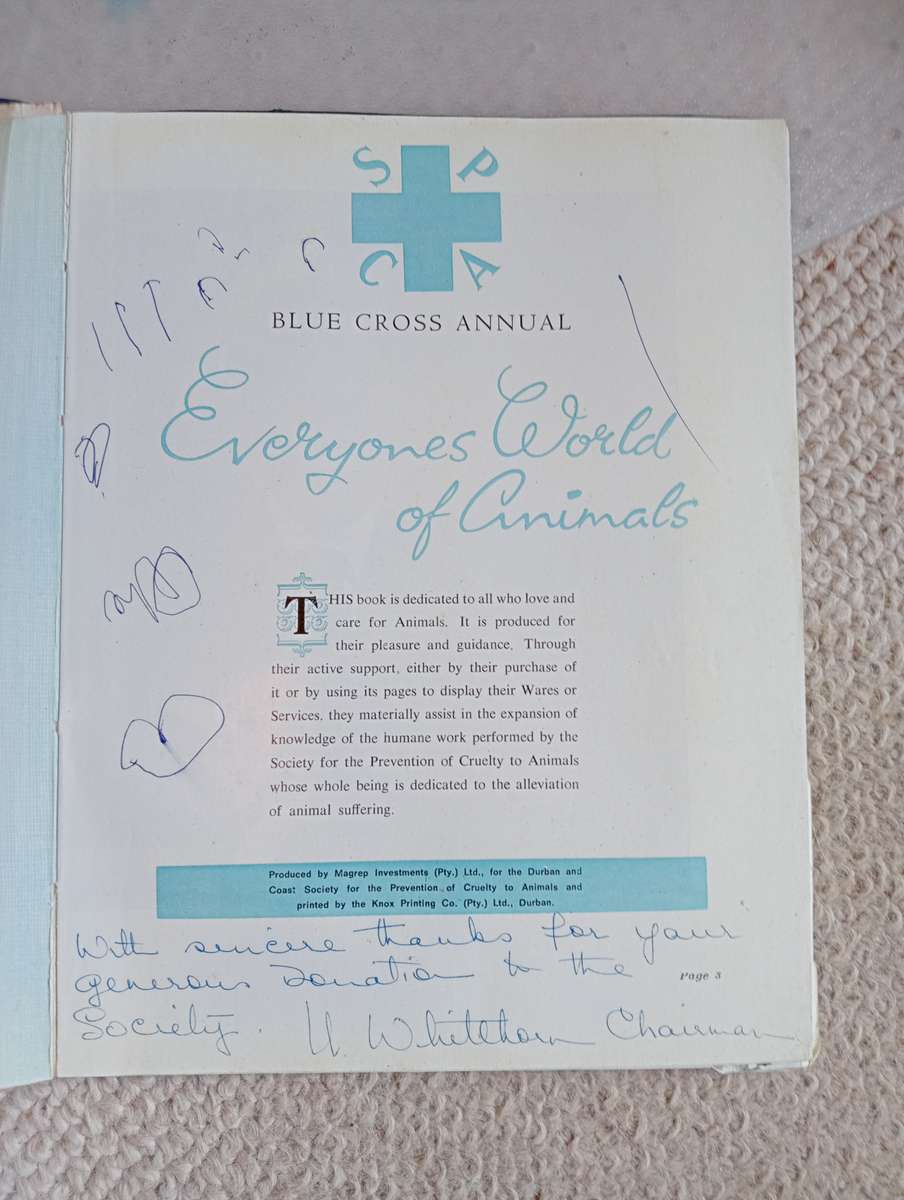 S P
C A
BLUE CROSS ANNUAL
Everyones World
of Animals
THIS book is dedicated to all who love and
care for Animals. It is produced for
their pleasure and guidance. Through
their active support, either by their purchase of
it or by using its pages to display their Wares or
Services, they materially assist in the expansion of
knowledge of the humane work performed by the
Society for the Prevention of Cruelty to Animals
whose whole being is dedicated to the alleviation
of animal suffering.
Produced by Magrep Investments (Pty.) Ltd., for the Durban and
Coast Society for the Prevention of Cruelty to Animals and
printed by the Knox Printing Co. (Pty.) Ltd., Durban.
With sincere thanks for your
generous Donation to the
Page 3
Society. Whitehorn Chairman